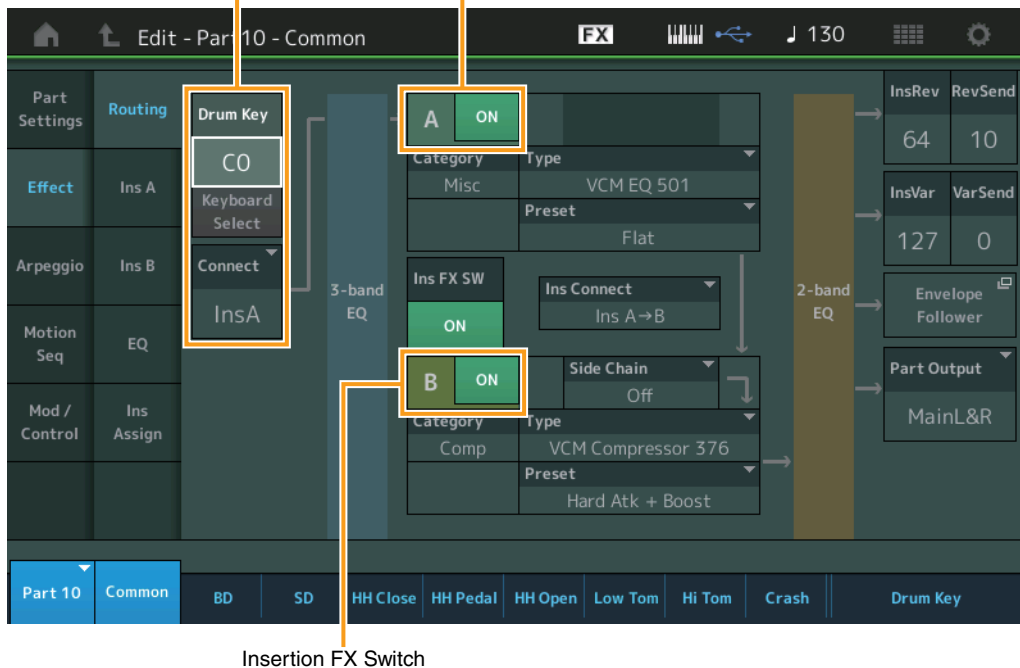 Edit - Part10 - Common
FX
♩ 130
Part
Settings
Effect
Arpeggio
Motion
Seq
Mod /
Control
Routing
Ins A
Ins B
EQ
Ins
Assign
Drum Key
C0
Keyboard
Select
Connect
InsA
3-band
EQ
A ON
Category
Misc
Type
VCM EQ 501
Preset
Flat
Ins FX SW
ON
Ins Connect
Ins A→B
B ON
Side Chain
Off
Category
Comp
Type
VCM Compressor 376
Preset
Hard Atk + Boost
2-band
EQ
InsRev RevSend
64 10
InsVar VarSend
127 0
Envelope
Follower
Part Output
MainL&R
Part 10 Common BD SD HH Close HH Pedal HH Open Low Tom Hi Tom Crash Drum Key
Insertion FX Switch